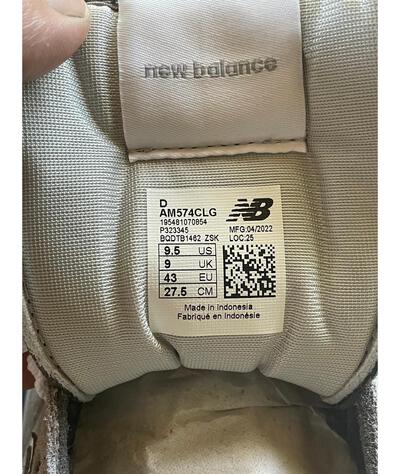 new balance
D
AM574CLG
195481070854
P323345 MFG:04/2022
BQDTB1462 ZSK LOC:25
9.5 US
9 UK
43 EU
27.5 CM
NB
Made in Indonesia
Fabriqué en Indonésie